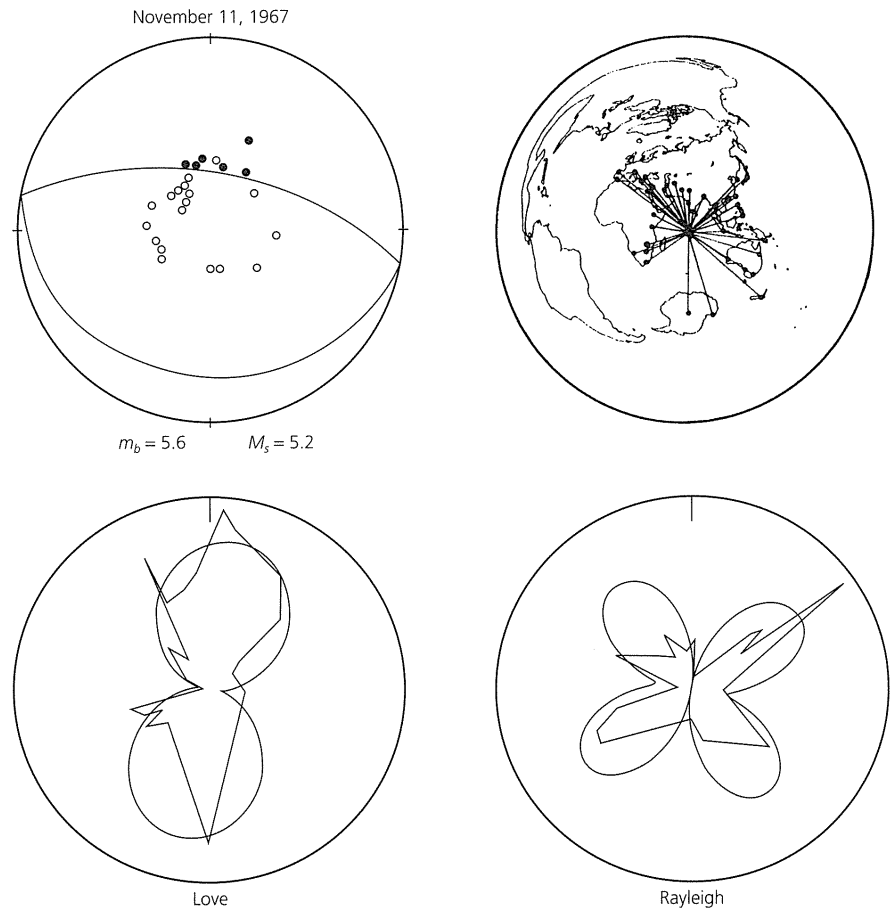 November 11, 1967
m_b = 5.6 M_s = 5.2
Love
Rayleigh